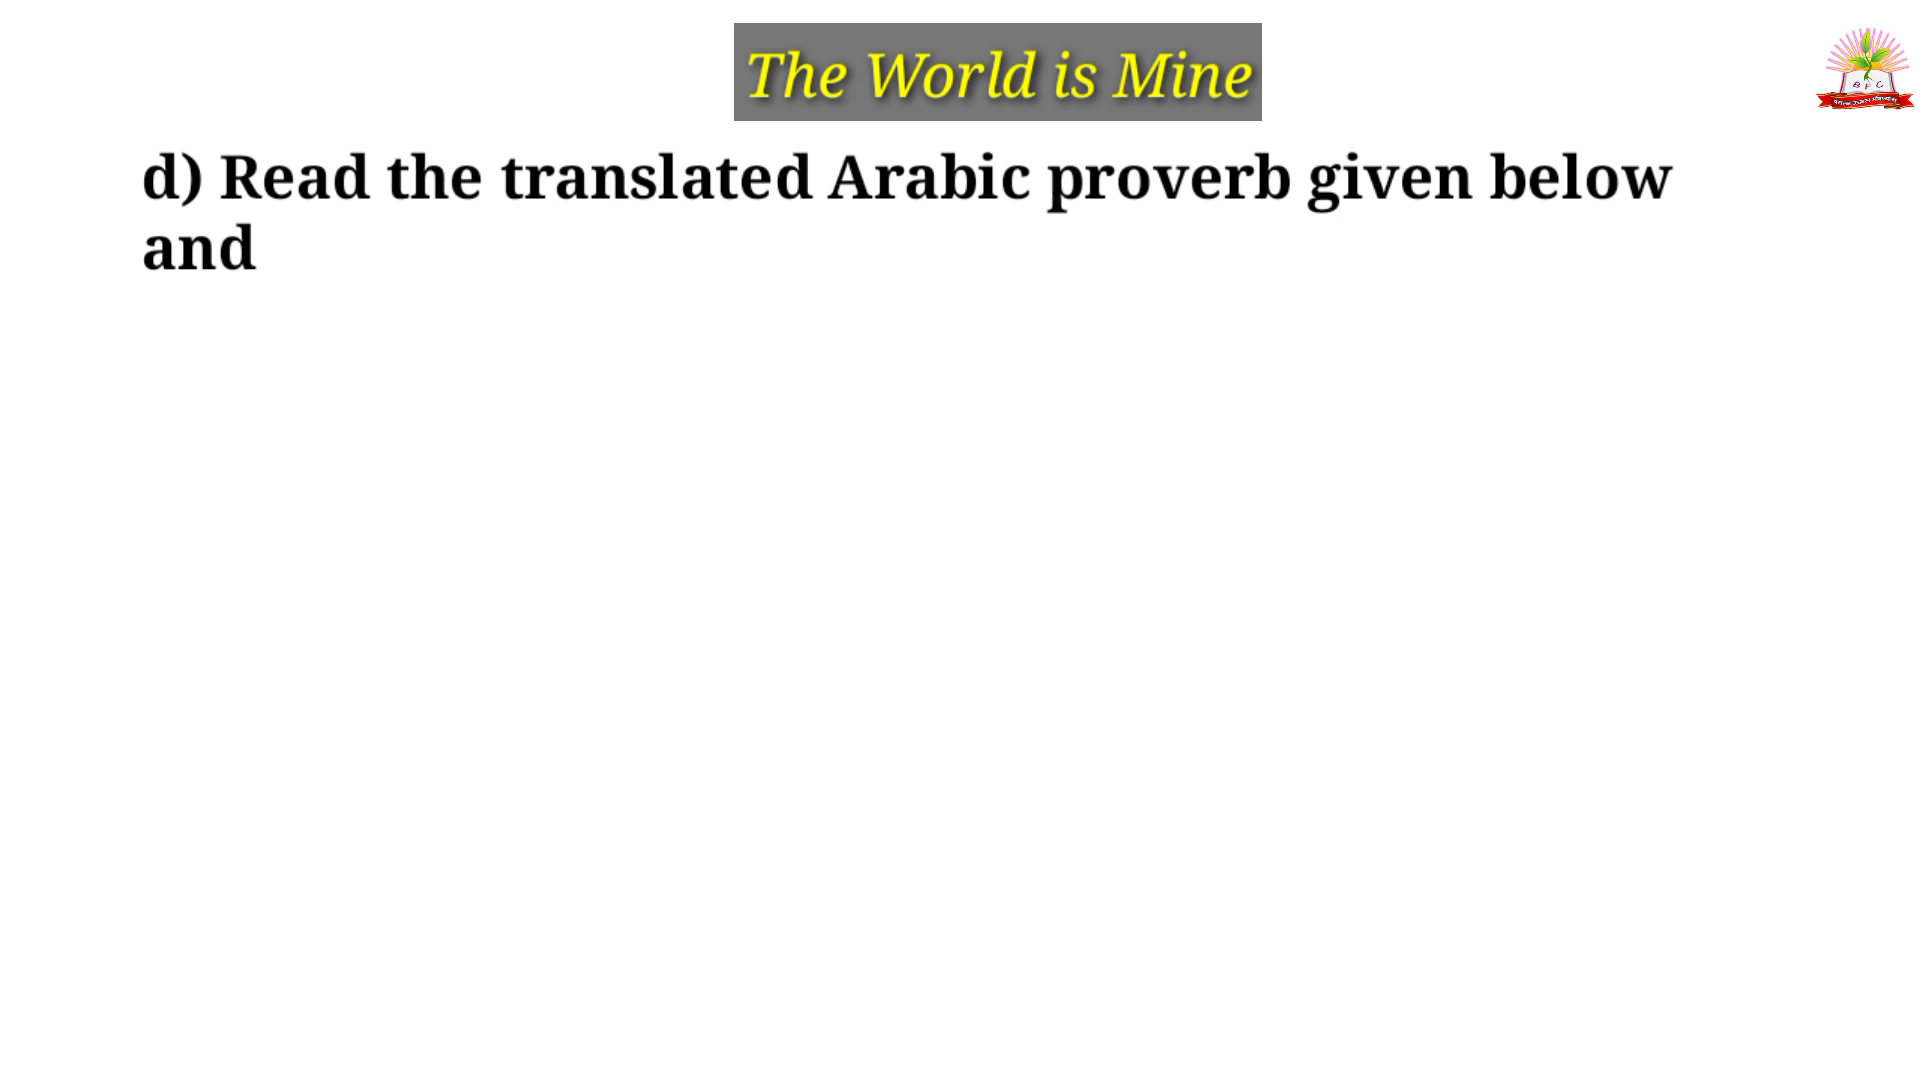 The World is Mine
d) Read the translated Arabic proverb given below
and
B F C